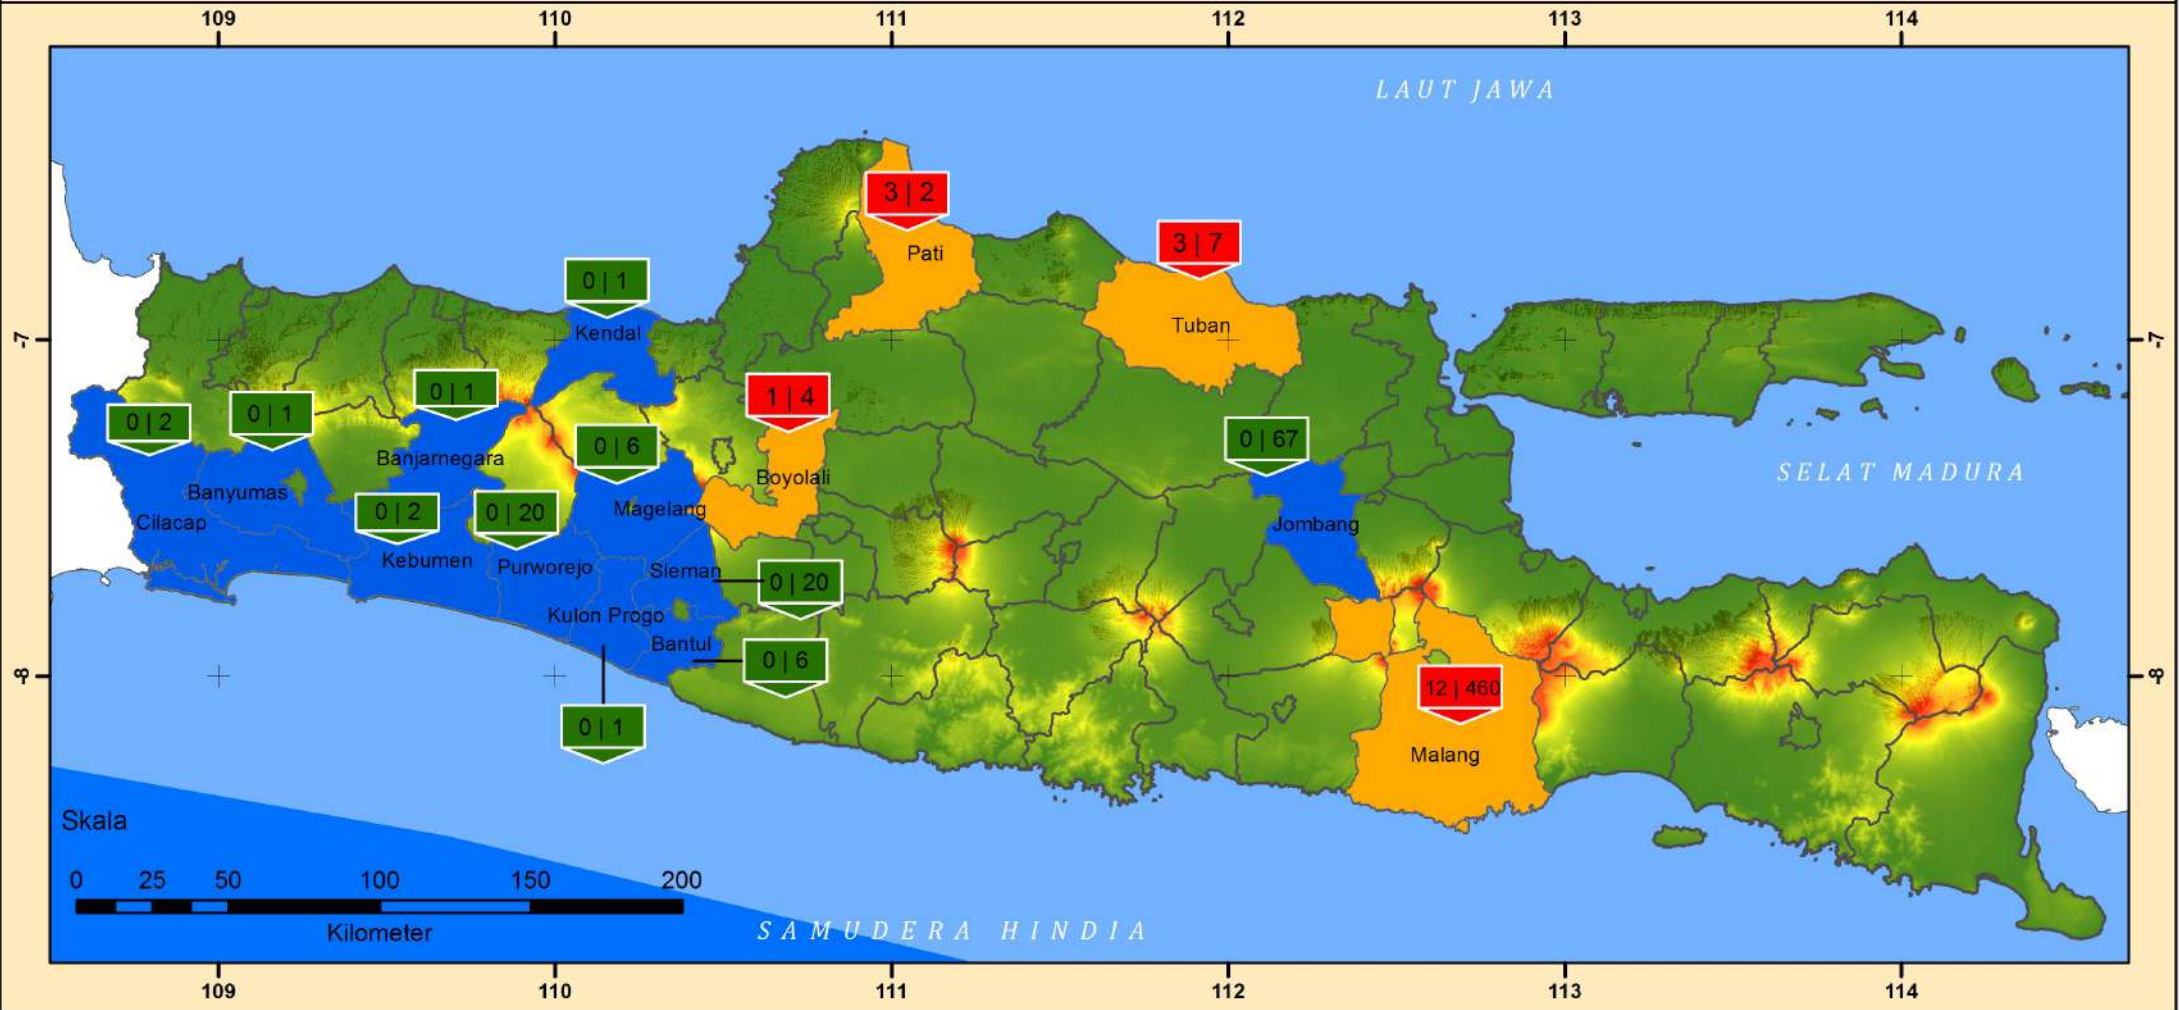 109 110 111 112 113 114
LAUT JAWA
3 | 2
3 | 7
Pati
0 | 1
Tuban
Kendal
-7 -7
0 | 1
1 | 4
0 | 2
0 | 1
0 | 6
0 | 67
Banjarnegara
Boyolali
SELAT MADURA
Banyumas
Magelang
Cilacap
0 | 2
0 | 20
Jombang
Kebumen
Purworejo
Sleman
0 | 20
Kulon Progo
Bantul
0 | 6
-8 -8
12 | 460
0 | 1
Malang
Skala
0 25 50 100 150 200
Kilometer
SAMUDERA HINDIA
109 110 111 112 113 114